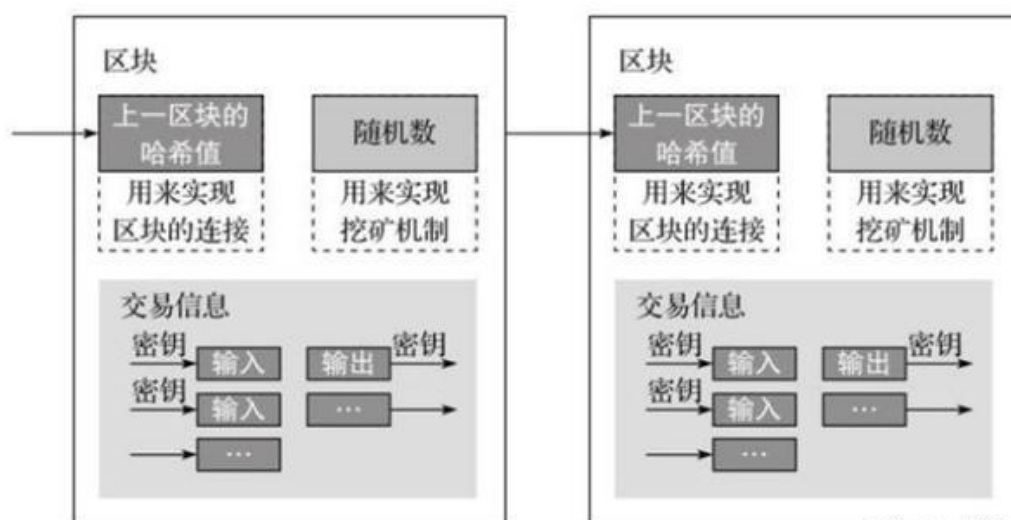 区块
上一区块的
哈希值
随机数
用来实现
区块的连接
用来实现
挖矿机制
交易信息
密钥
输入
输出
密钥
密钥
输入
…
…
区块
上一区块的
哈希值
随机数
用来实现
区块的连接
用来实现
挖矿机制
交易信息
密钥
输入
输出
密钥
密钥
输入
…
…